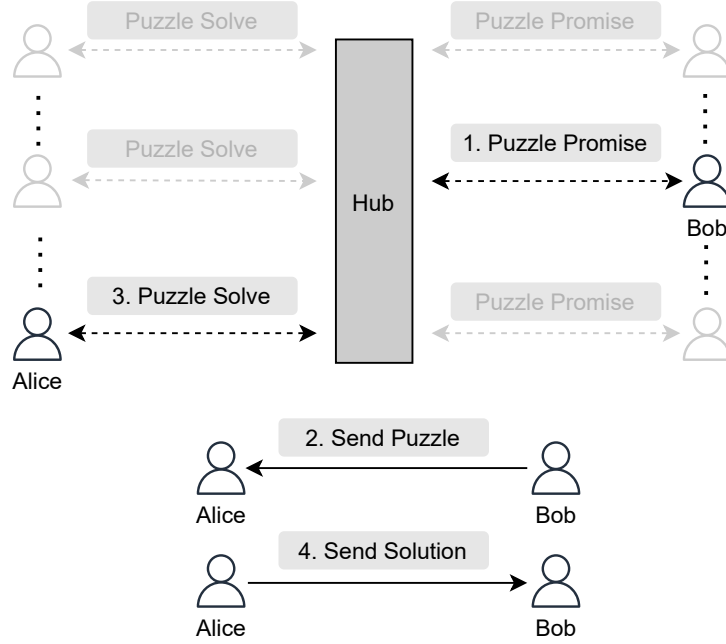 Puzzle Solve
Puzzle Promise
Puzzle Solve
1. Puzzle Promise
Hub
Bob
3. Puzzle Solve
Puzzle Promise
Alice
2. Send Puzzle
Alice
Bob
4. Send Solution
Alice
Bob